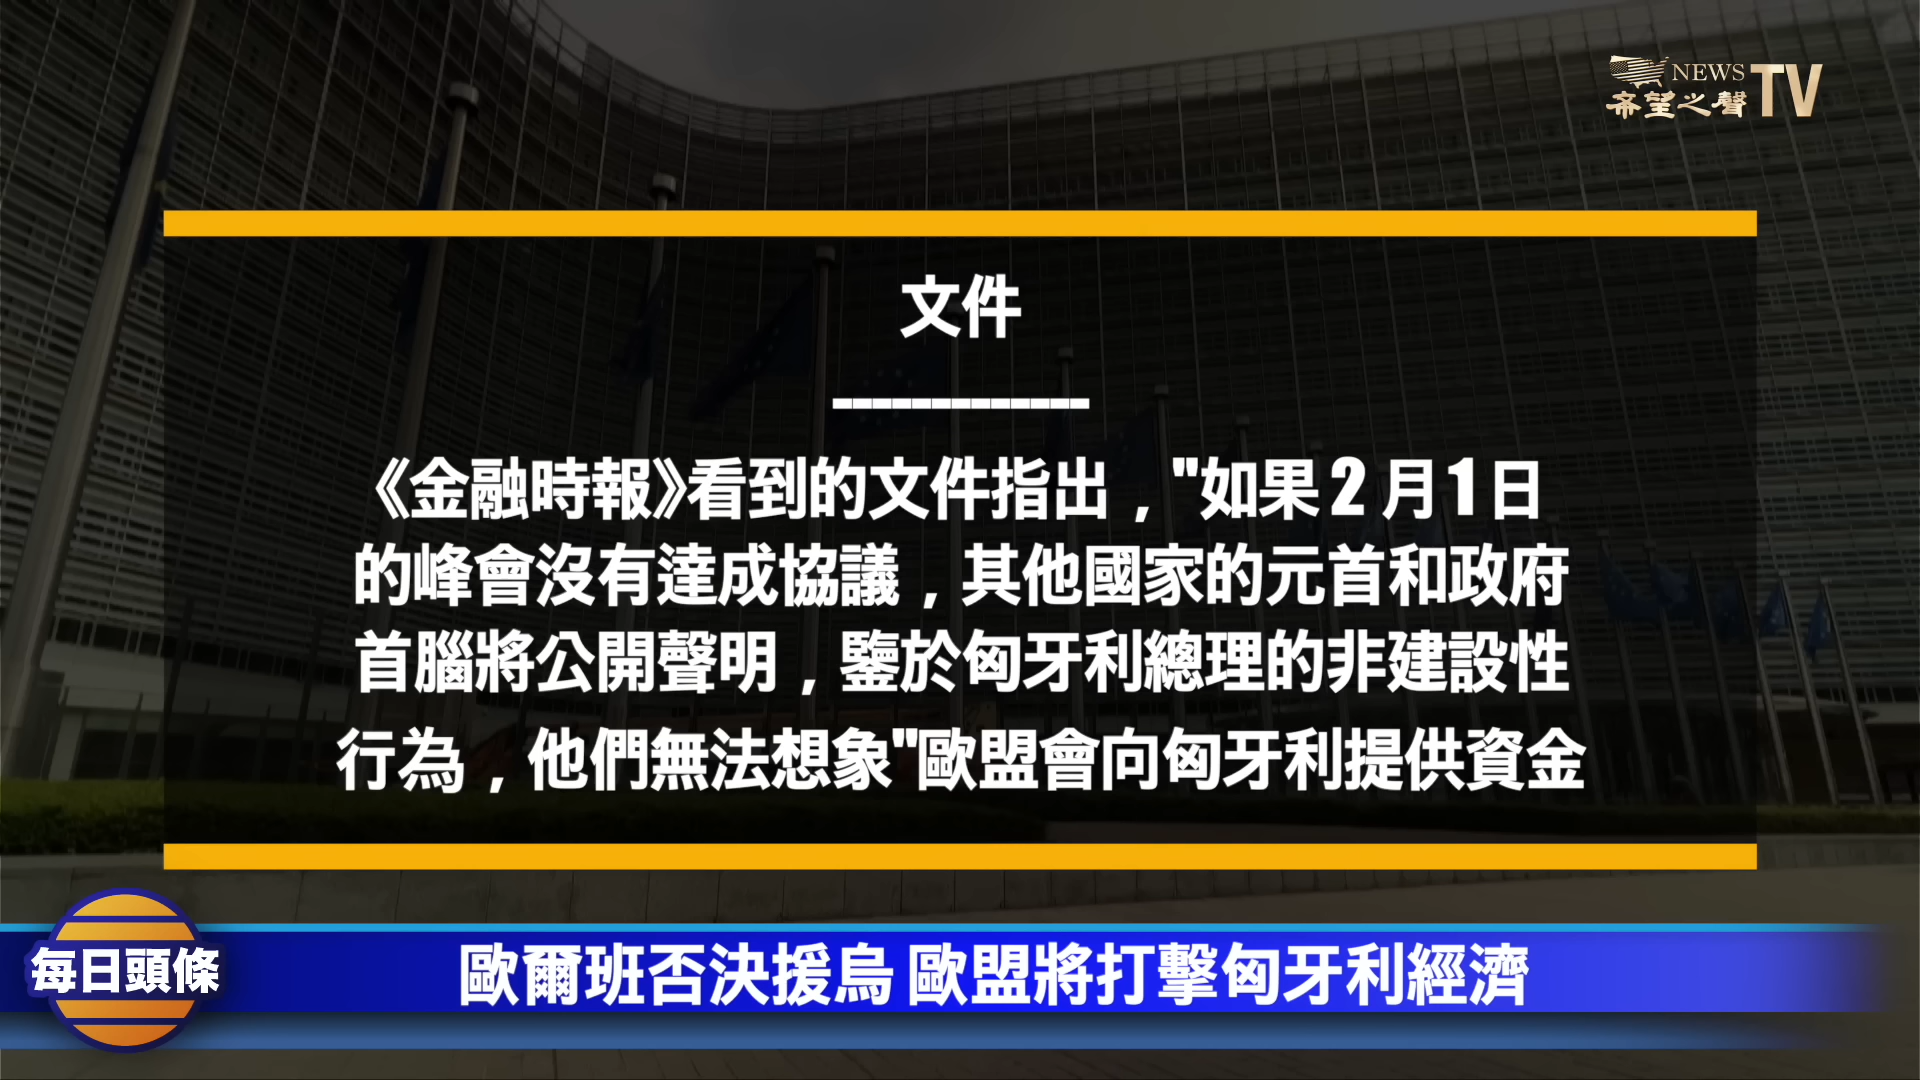 NEWS
希望之聲TV
文件
《金融時報》看到的文件指出，"如果2月1日
的峰會沒有達成協議，其他國家的元首和政府
首腦將公開聲明，鑒於匈牙利總理的非建設性
行為，他們無法想象"歐盟會向匈牙利提供資金
每日頭條
歐爾班否決援烏 歐盟將打擊匈牙利經濟